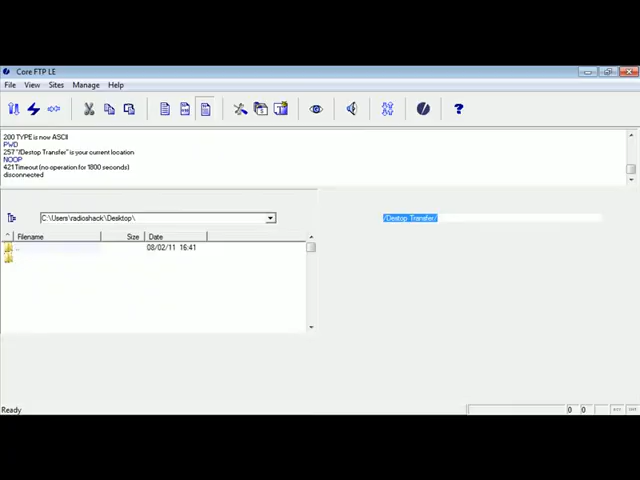 Core FTP LE
File View Sites Manage Help
200 TYPE is now ASCII
PWD
257 "/Destop Transfer" is your current location
NOOP
421 Timeout (no operation for 1800 seconds)
disconnected
C:\Users\radioshack\Desktop\
/Destop Transfer/
^ Filename Size Date
.. 08/02/11 16:41
Ready
0 0